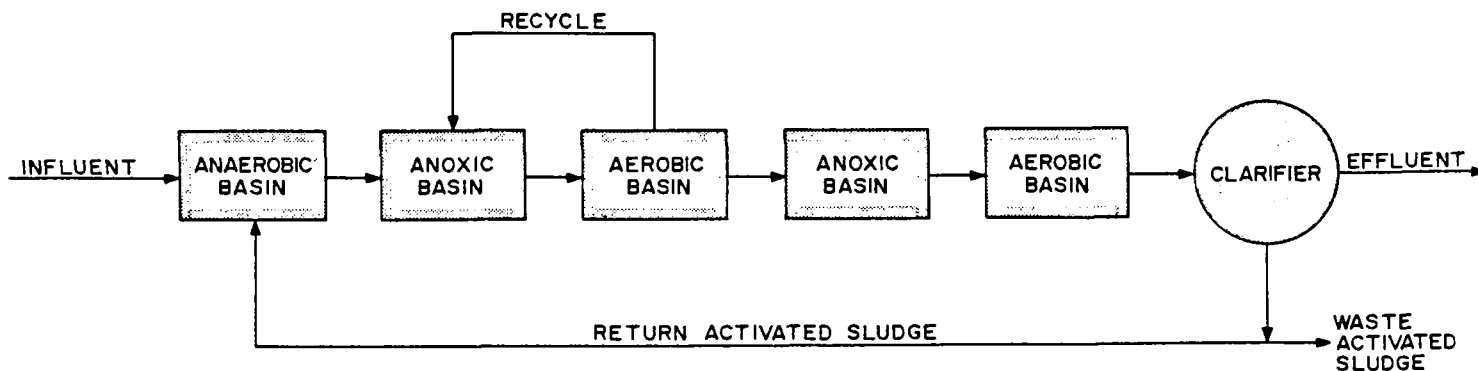 RECYCLE
INFLUENT
ANAEROBIC
BASIN
ANOXIC
BASIN
AEROBIC
BASIN
ANOXIC
BASIN
AEROBIC
BASIN
CLARIFIER
EFFLUENT
RETURN ACTIVATED SLUDGE
WASTE
ACTIVATED
SLUDGE